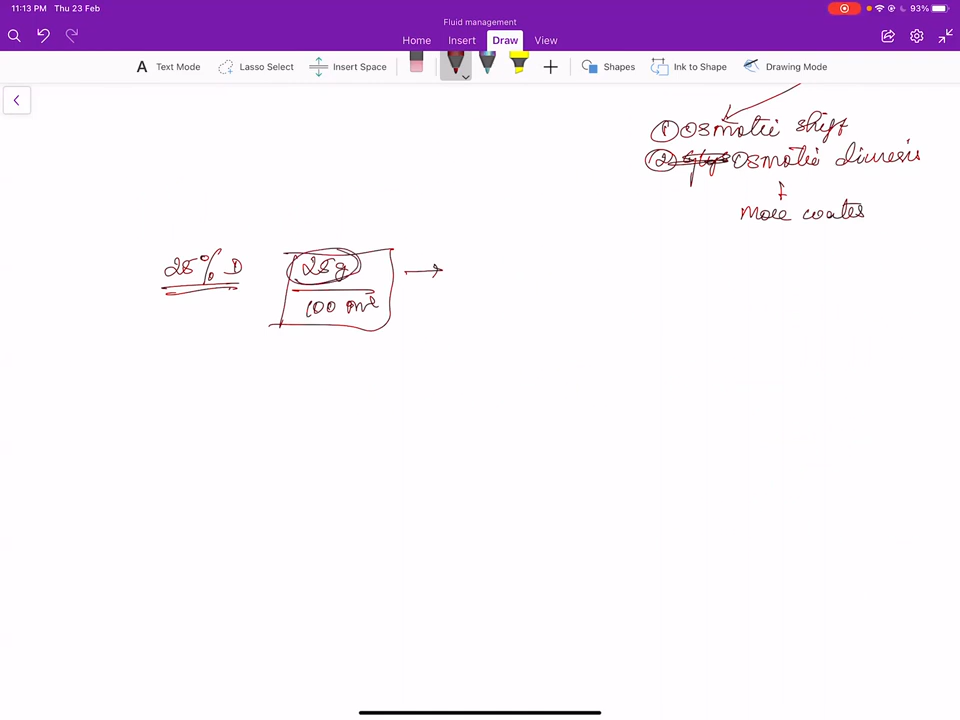 11:13 PM Thu 23 Feb
93%
Fluid management
Home Insert Draw View
Text Mode Lasso Select Insert Space Shapes Ink to Shape Drawing Mode
① Osmotic shift
② Osmotic diuresis
More water
25% D 25g
100 ml